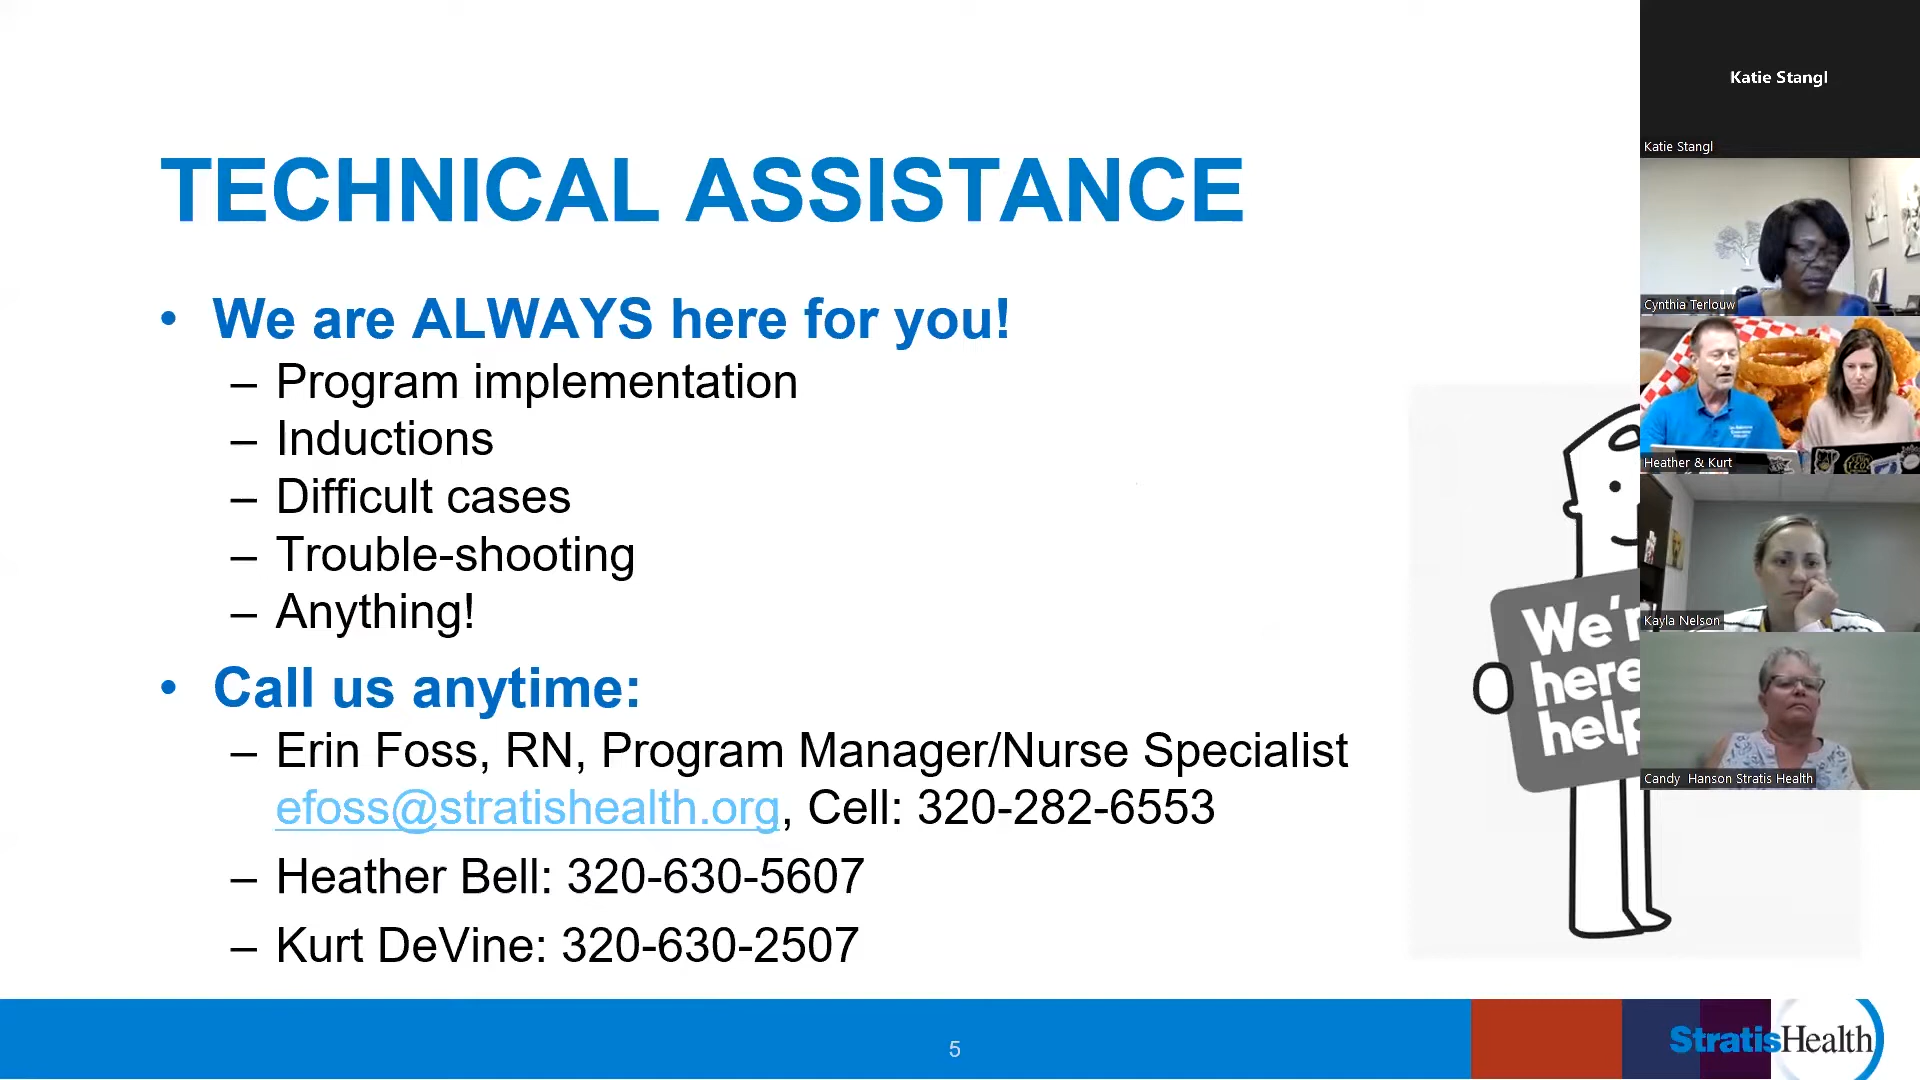 TECHNICAL ASSISTANCE
• We are ALWAYS here for you!
– Program implementation
– Inductions
– Difficult cases
– Trouble-shooting
– Anything!
• Call us anytime:
– Erin Foss, RN, Program Manager/Nurse Specialist
efoss@stratishealth.org, Cell: 320-282-6553
– Heather Bell: 320-630-5607
– Kurt DeVine: 320-630-2507
We'r
here
help
5
StratisHealth
Katie Stangl
Katie Stangl
Cynthia Terlouw
Heather & Kurt
Kayla Nelson
Candy Hanson Stratis Health